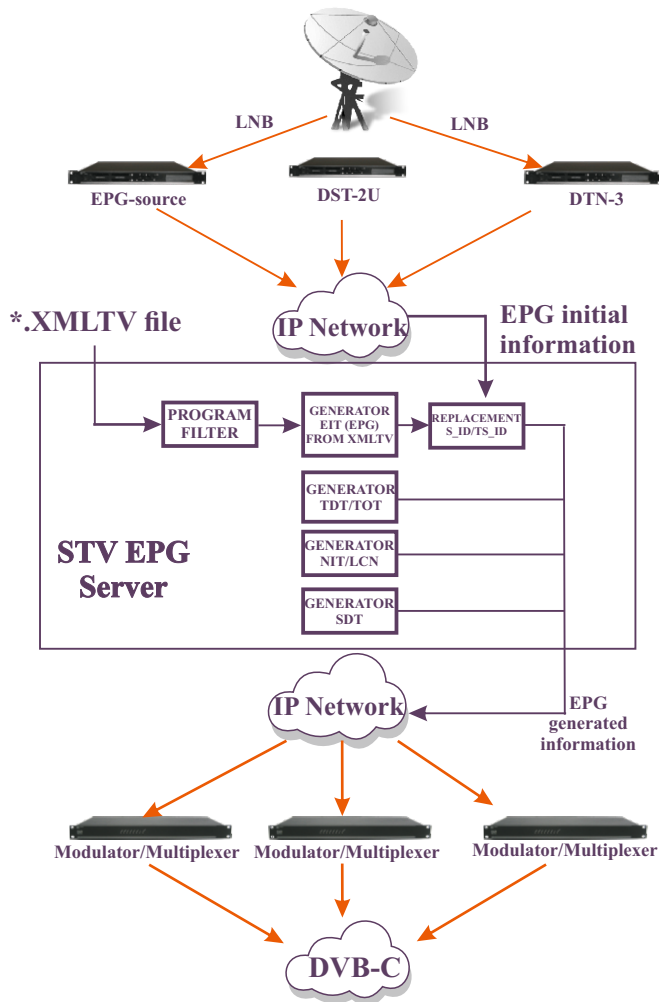 LNB
LNB
EPG-source
DST-2U
DTN-3
IP Network
*.XMLTV file
EPG initial
information
PROGRAM
FILTER
GENERATOR
EIT (EPG)
FROM XMLTV
REPLACEMENT
S_ID/TS_ID
GENERATOR
TDT/TOT
GENERATOR
NIT/LCN
GENERATOR
SDT
STV EPG
Server
IP Network
EPG
generated
information
Modulator/Multiplexer
Modulator/Multiplexer
Modulator/Multiplexer
DVB-C